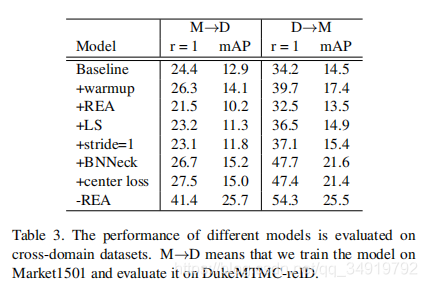 M→D D→M
Model r = 1 mAP r = 1 mAP
Baseline 24.4 12.9 34.2 14.5
+warmup 26.3 14.1 39.7 17.4
+REA 21.5 10.2 32.5 13.5
+LS 23.2 11.3 36.5 14.9
+stride=1 23.1 11.8 37.1 15.4
+BNNeck 26.7 15.2 47.7 21.6
+center loss 27.5 15.0 47.4 21.4
-REA 41.4 25.7 54.3 25.5
Table 3. The performance of different models is evaluated on
cross-domain datasets. M→D means that we train the model on
Market1501 and evaluate it on DukeMTMC-reID.
qq_34919792